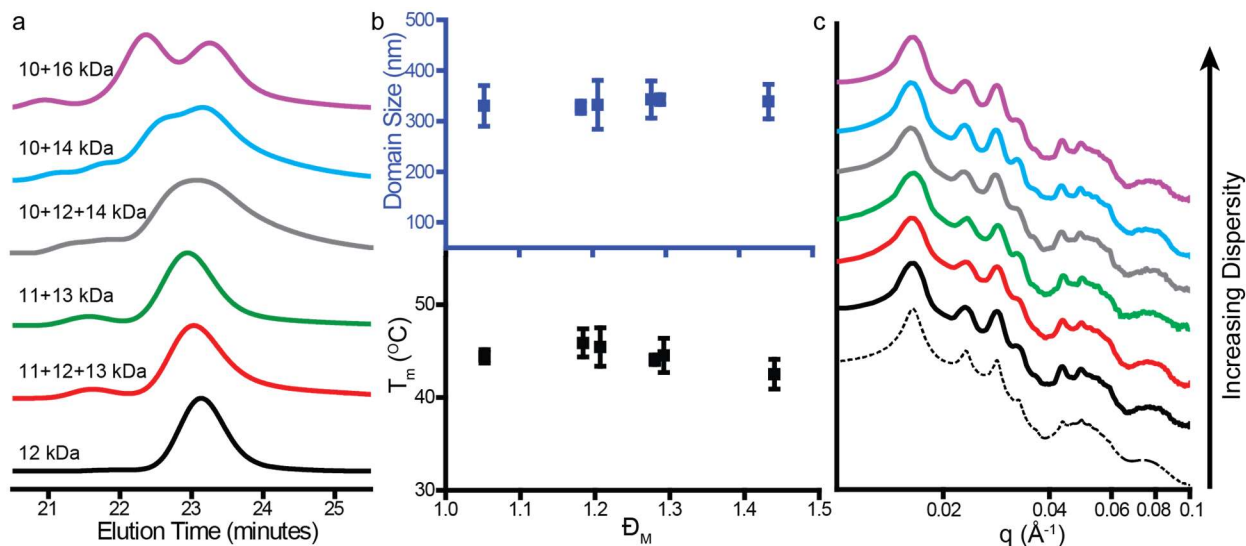 a
10+16 kDa
10+14 kDa
10+12+14 kDa
11+13 kDa
11+12+13 kDa
12 kDa
21 22 23 24 25
Elution Time (minutes)
b
500
400
300
200
100
Domain Size (nm)
50
40
30
Tm (°C)
1.0 1.1 1.2 1.3 1.4 1.5
ĐM
c
0.02 0.04 0.06 0.08 0.1
q (Å-1)
Increasing Dispersity